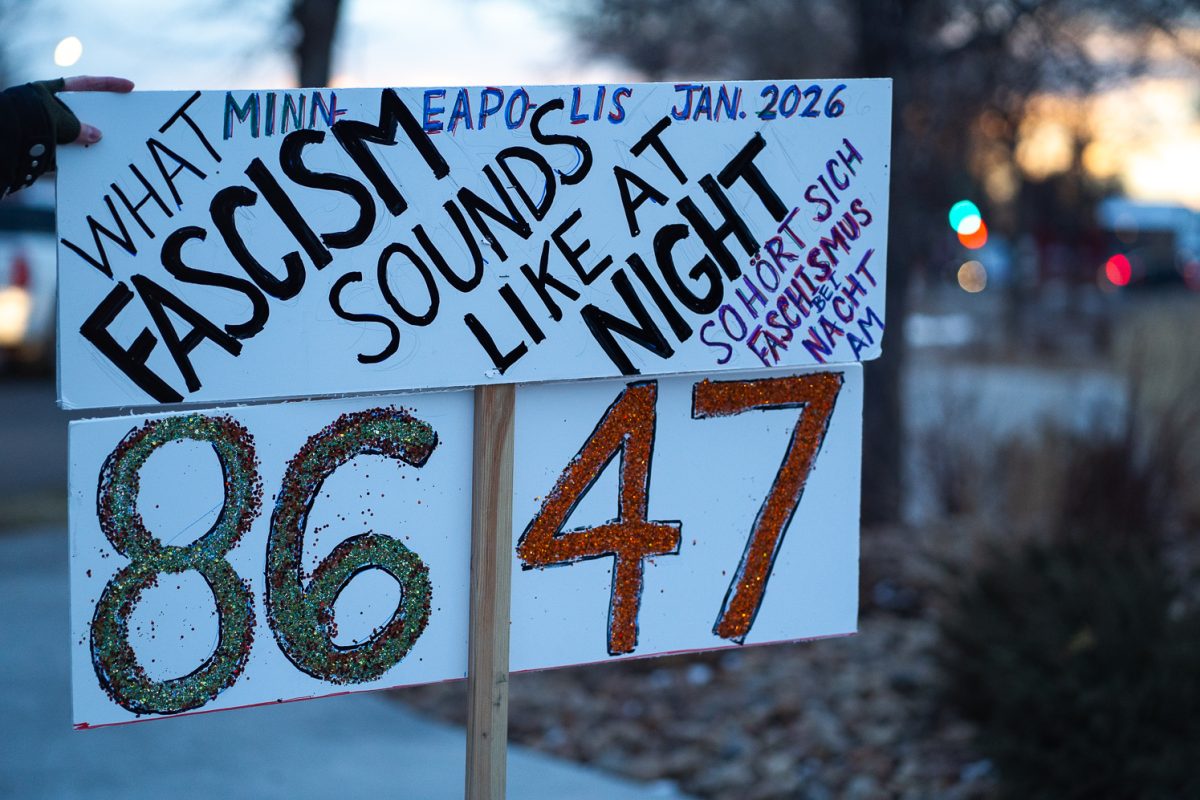 MINN- EAPO- LIS JAN. 2026
WHAT
FASCISM
SOUNDS
LIKE AT
NIGHT
SO HÖRT SICH
FASCHISMUS
BEI
NACHT
AM
86 47